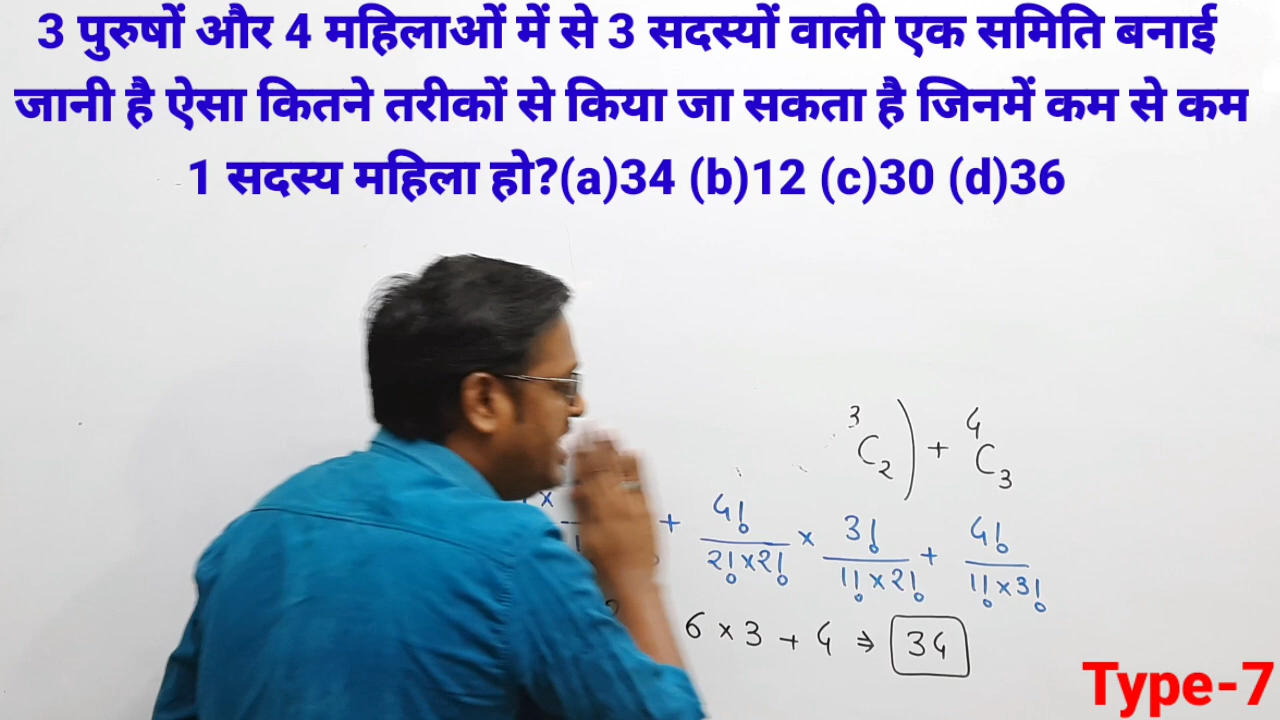 3 पुरुषों और 4 महिलाओं में से 3 सदस्यों वाली एक समिति बनाई
जानी है ऐसा कितने तरीकों से किया जा सकता है जिनमें कम से कम
1 सदस्य महिला हो?(a)34 (b)12 (c)30 (d)36
³C₂) + ⁴C₃
+ 4!/(2!×2!) × 3!/(1!×2!) + 4!/(1!×3!)
6 × 3 + 4 ⇒ 34
Type-7